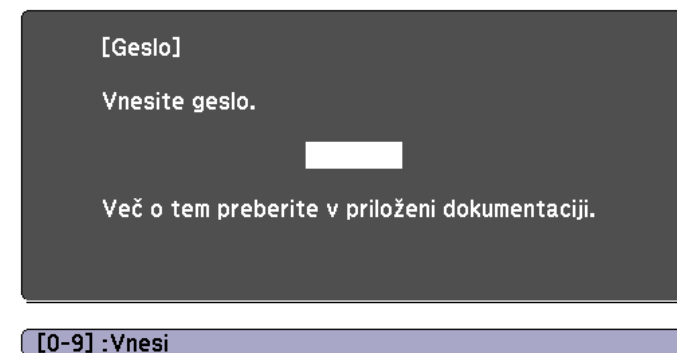 [Geslo]
Vnesite geslo.
Več o tem preberite v priloženi dokumentaciji.
[0-9] :Vnesi